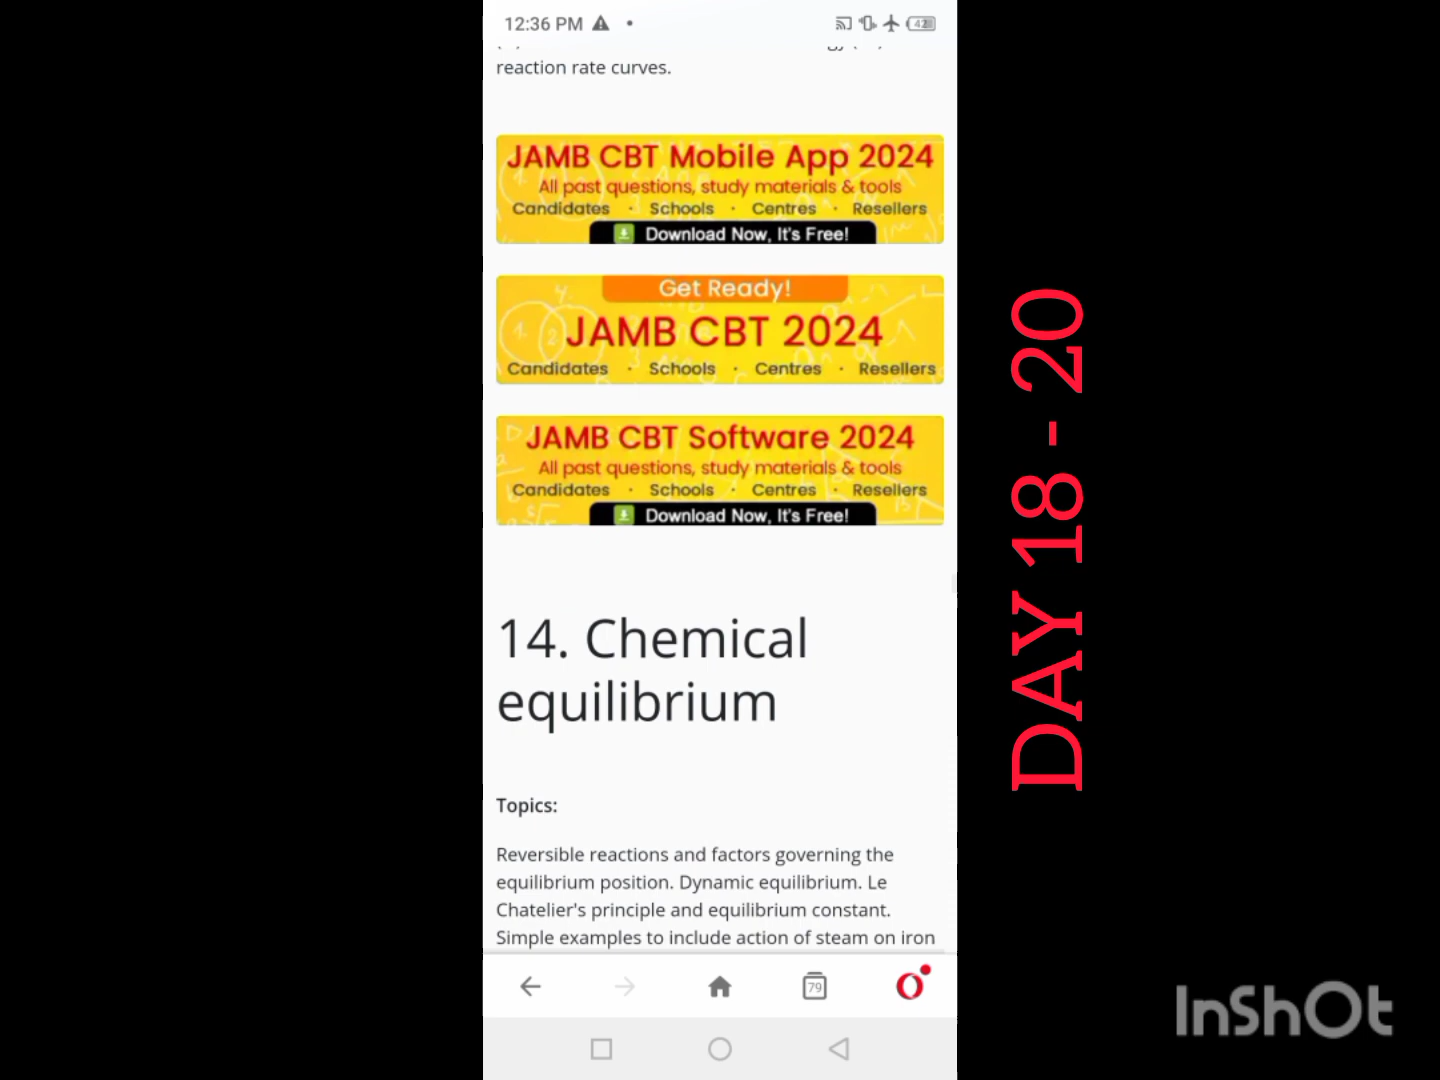 12:36 PM
42
reaction rate curves.
JAMB CBT Mobile App 2024
All past questions, study materials & tools
Candidates · Schools · Centres · Resellers
Download Now, It's Free!
Get Ready!
JAMB CBT 2024
Candidates · Schools · Centres · Resellers
JAMB CBT Software 2024
All past questions, study materials & tools
Candidates · Schools · Centres · Resellers
Download Now, It's Free!
14. Chemical
equilibrium
Topics:
Reversible reactions and factors governing the
equilibrium position. Dynamic equilibrium. Le
Chatelier's principle and equilibrium constant.
Simple examples to include action of steam on iron
79
DAY 18 - 20
InShOt